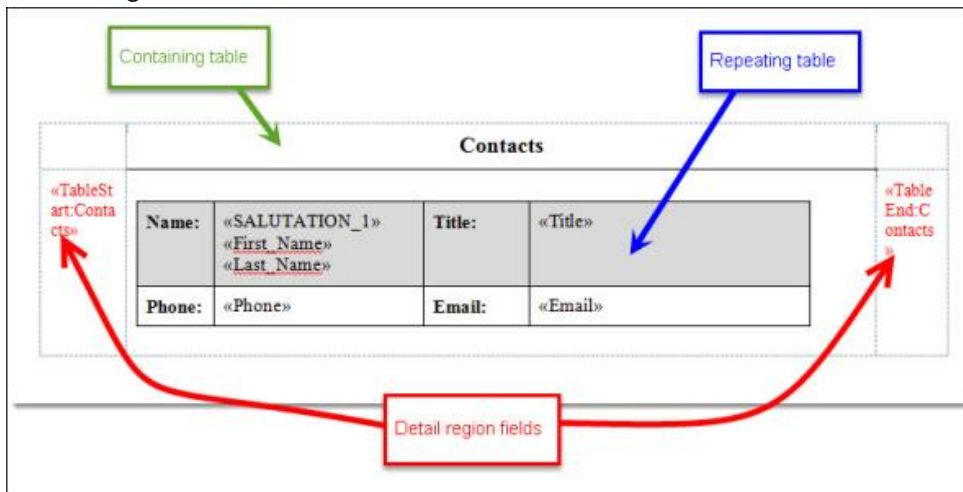 Containing table
Repeating table
Contacts
«TableSt
art:Conta
cts»
Name:
«SALUTATION_1»
«First_Name»
«Last_Name»
Title:
«Title»
Phone:
«Phone»
Email:
«Email»
«Table
End:C
ontacts
»
Detail region fields